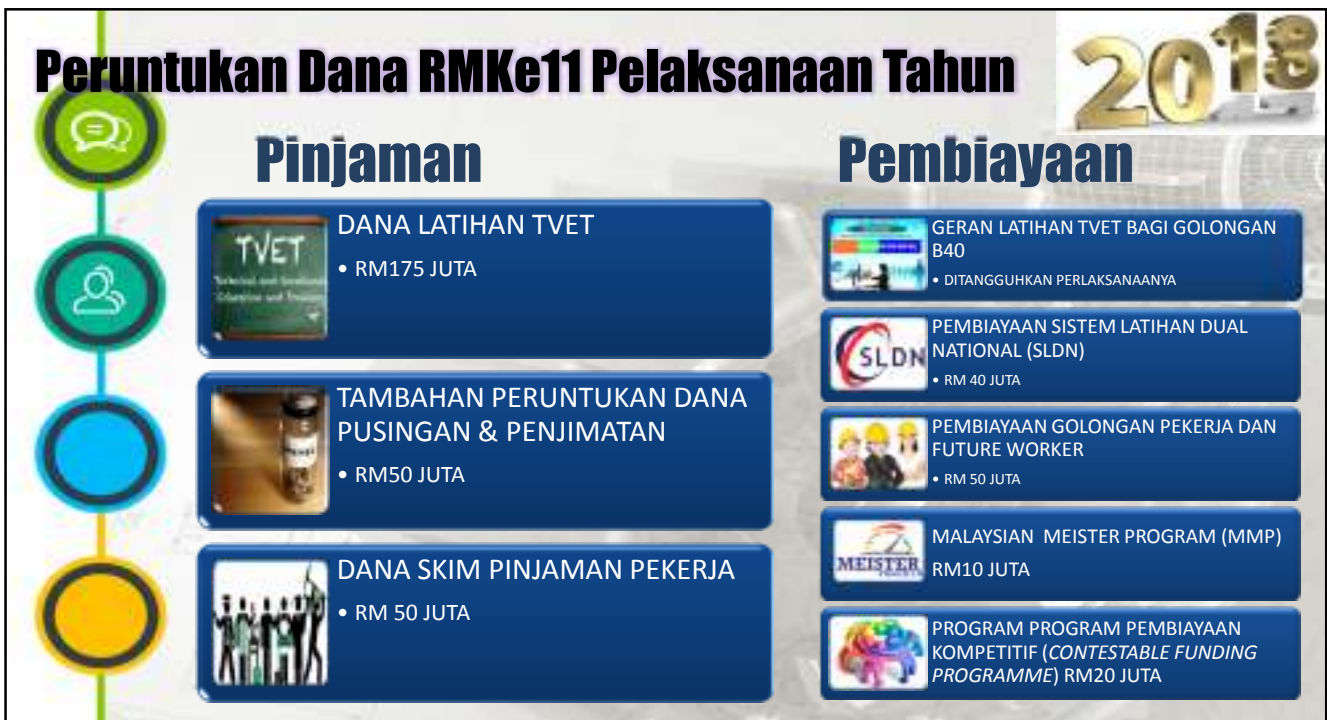 Peruntukan Dana RMKe11 Pelaksanaan Tahun
2018
Pinjaman
TVET
DANA LATIHAN TVET
• RM175 JUTA
TAMBAHAN PERUNTUKAN DANA
PUSINGAN & PENJIMATAN
• RM50 JUTA
DANA SKIM PINJAMAN PEKERJA
• RM 50 JUTA
Pembiayaan
GERAN LATIHAN TVET BAGI GOLONGAN
B40
• DITANGGUHKAN PERLAKSANAANYA
SLDN
PEMBIAYAAN SISTEM LATIHAN DUAL
NATIONAL (SLDN)
• RM 40 JUTA
PEMBIAYAAN GOLONGAN PEKERJA DAN
FUTURE WORKER
• RM 50 JUTA
MEISTER
MALAYSIAN MEISTER PROGRAM (MMP)
RM10 JUTA
PROGRAM PROGRAM PEMBIAYAAN
KOMPETITIF (CONTESTABLE FUNDING
PROGRAMME) RM20 JUTA